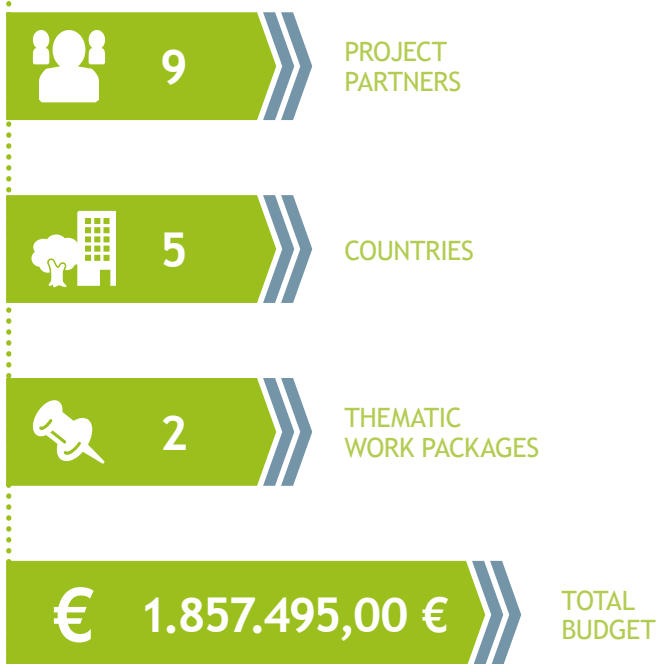 9
PROJECT
PARTNERS
5
COUNTRIES
2
THEMATIC
WORK PACKAGES
€ 1.857.495,00 €
TOTAL
BUDGET